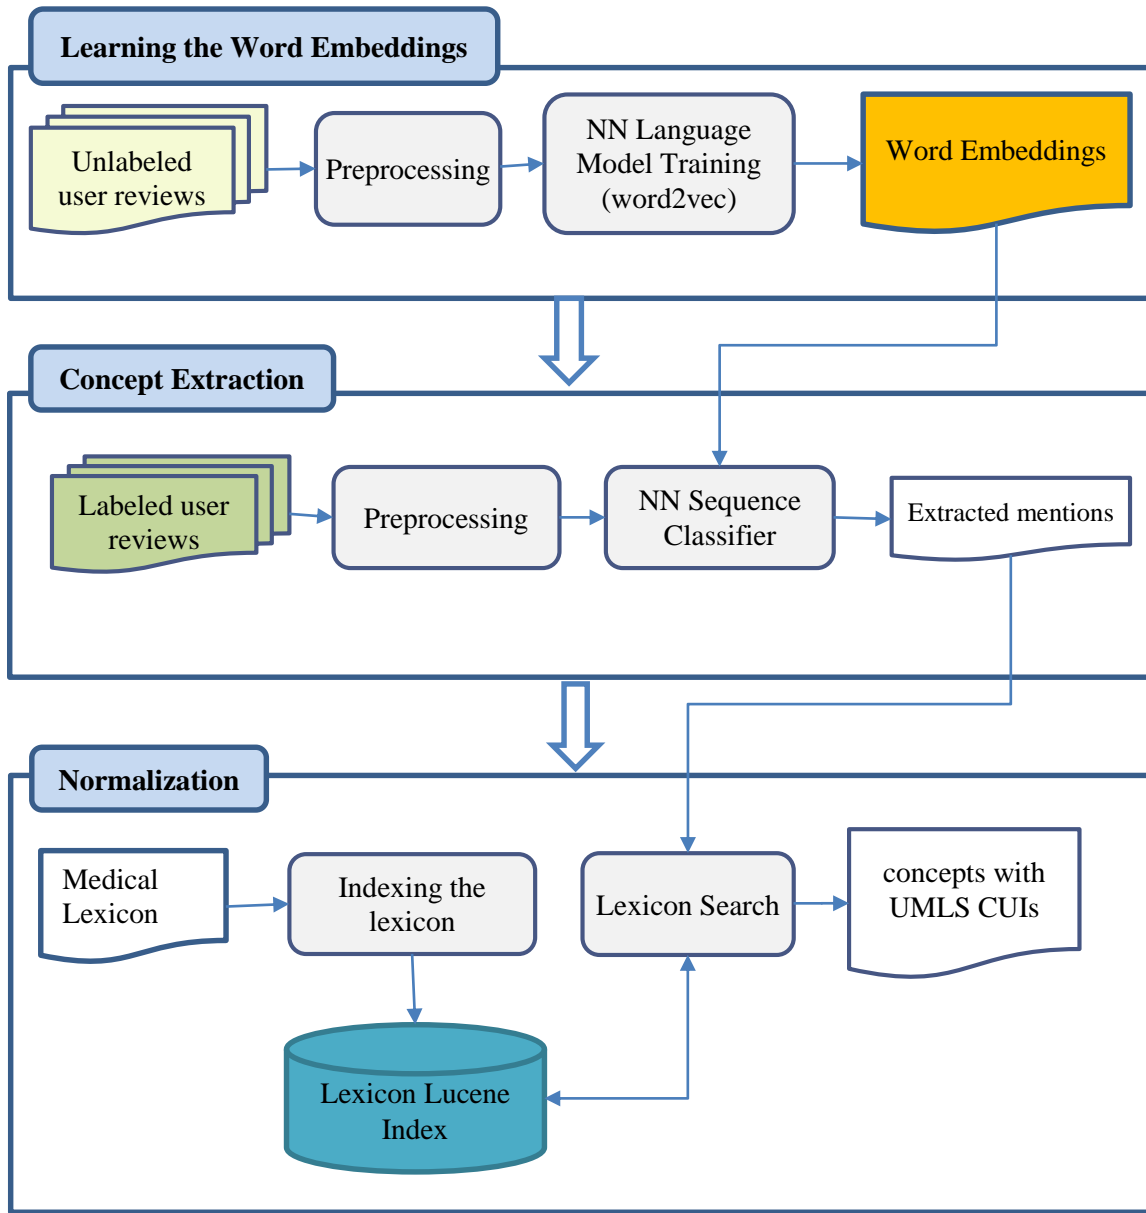 Learning the Word Embeddings
Unlabeled
user reviews
Preprocessing
NN Language
Model Training
(word2vec)
Word Embeddings
Concept Extraction
Labeled user
reviews
Preprocessing
NN Sequence
Classifier
Extracted mentions
Normalization
Medical
Lexicon
Indexing the
lexicon
Lexicon Search
concepts with
UMLS CUIs
Lexicon Lucene
Index